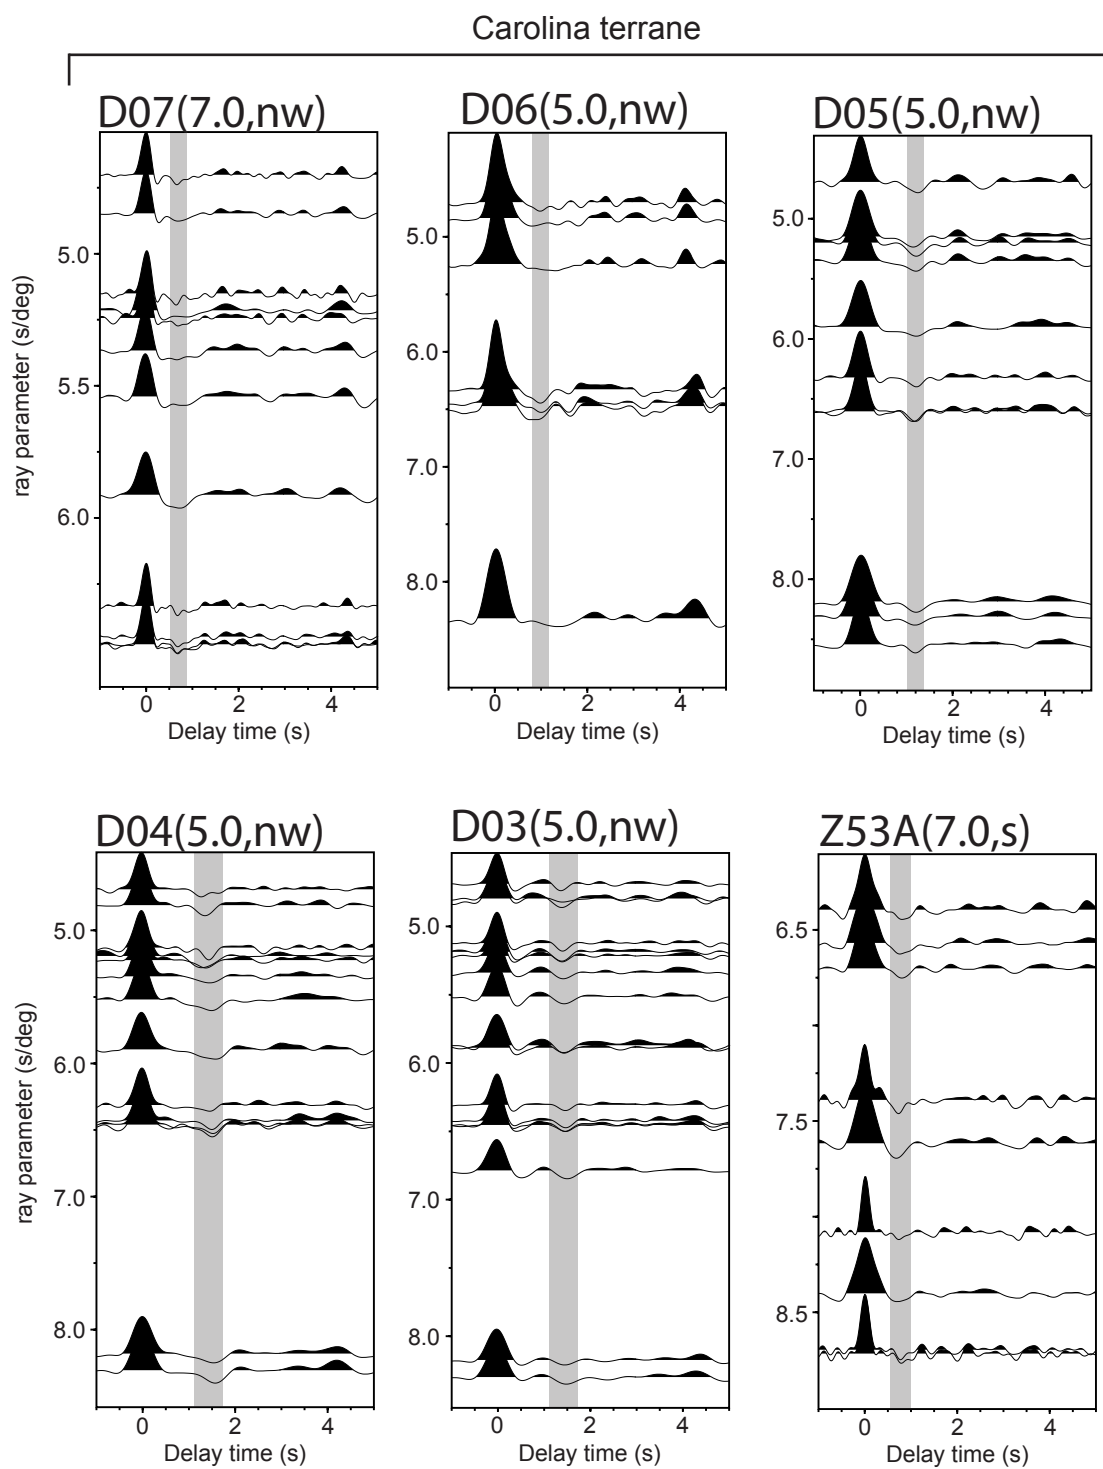 Carolina terrane
D07(7.0,nw)
D06(5.0,nw)
D05(5.0,nw)
ray parameter (s/deg)
5.0
5.5
6.0
0 2 4
Delay time (s)
5.0
6.0
7.0
8.0
0 2 4
Delay time (s)
5.0
6.0
7.0
8.0
0 2 4
Delay time (s)
D04(5.0,nw)
D03(5.0,nw)
Z53A(7.0,s)
ray parameter (s/deg)
5.0
6.0
7.0
8.0
0 2 4
Delay time (s)
5.0
6.0
7.0
8.0
0 2 4
Delay time (s)
6.5
7.5
8.5
0 2 4
Delay time (s)